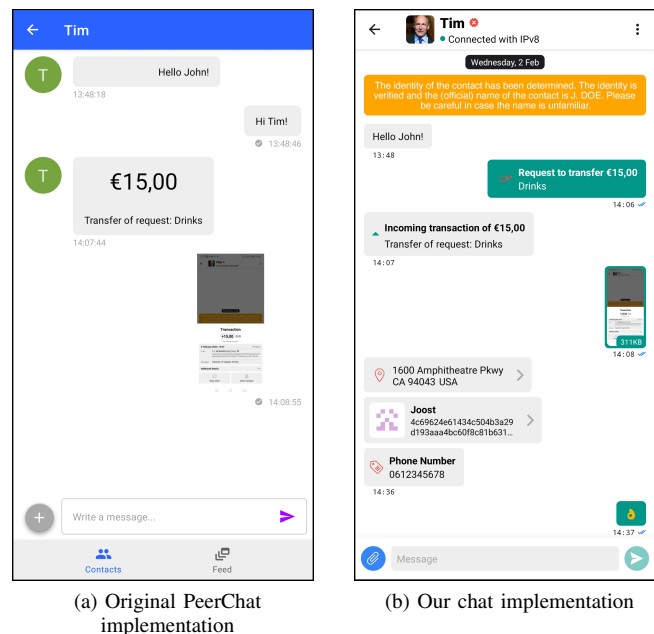 Tim
T
Hello John!
13:48:18
Hi Tim!
13:48:46
T
€15,00
Transfer of request: Drinks
14:07:44
Transaction
14:08:55
Write a message...
Contacts
Feed
(a) Original PeerChat
implementation
Tim
Connected with IPv8
Wednesday, 2 Feb
The identity of the contact has been determined. The identity is
verified and the (official) name of the contact is J. DOE. Please
be careful in case the name is unfamiliar.
Hello John!
13:48
Request to transfer €15,00
Drinks
14:06
Incoming transaction of €15,00
Transfer of request: Drinks
14:07
311KB
14:08
1600 Amphitheatre Pkwy
CA 94043 USA
Joost
4c69624e61434c504b3a29
d193aaa4bc60f8c81b631...
Phone Number
0612345678
14:36
14:37
Message
(b) Our chat implementation